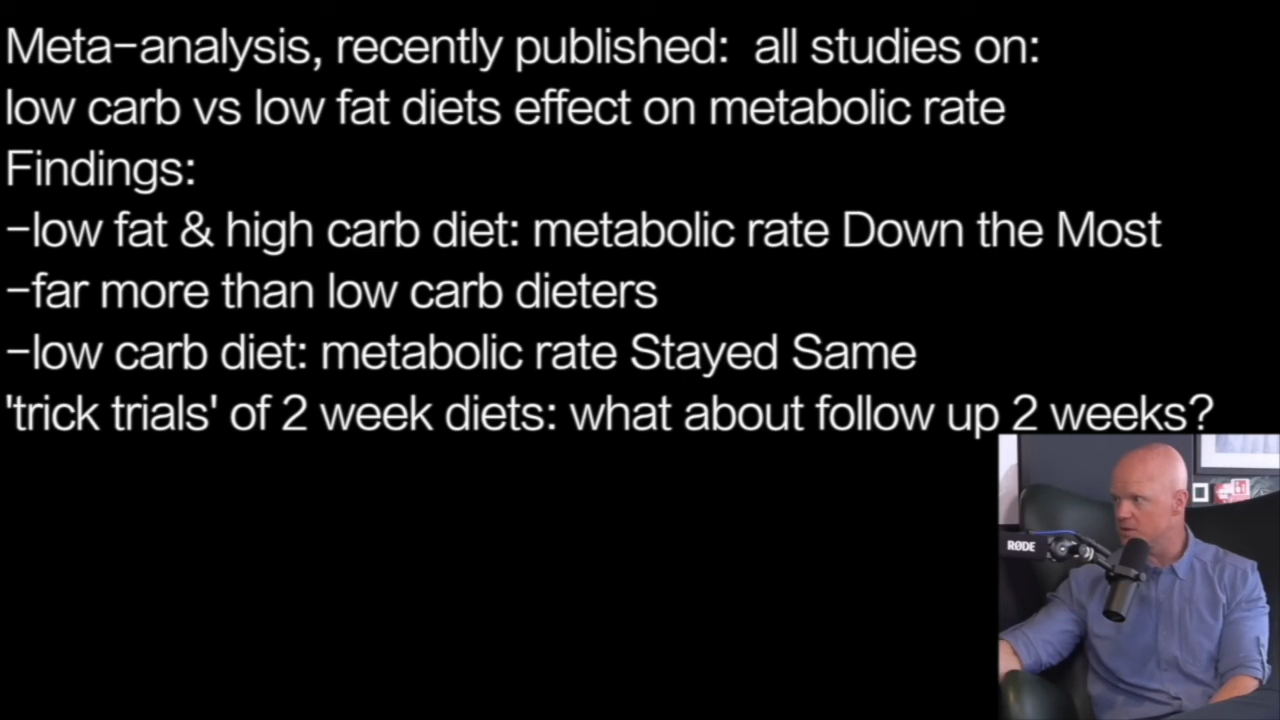 Meta-analysis, recently published:  all studies on:
low carb vs low fat diets effect on metabolic rate
Findings:
-low fat & high carb diet: metabolic rate Down the Most
-far more than low carb dieters
-low carb diet: metabolic rate Stayed Same
'trick trials' of 2 week diets: what about follow up 2 weeks?
RØDE